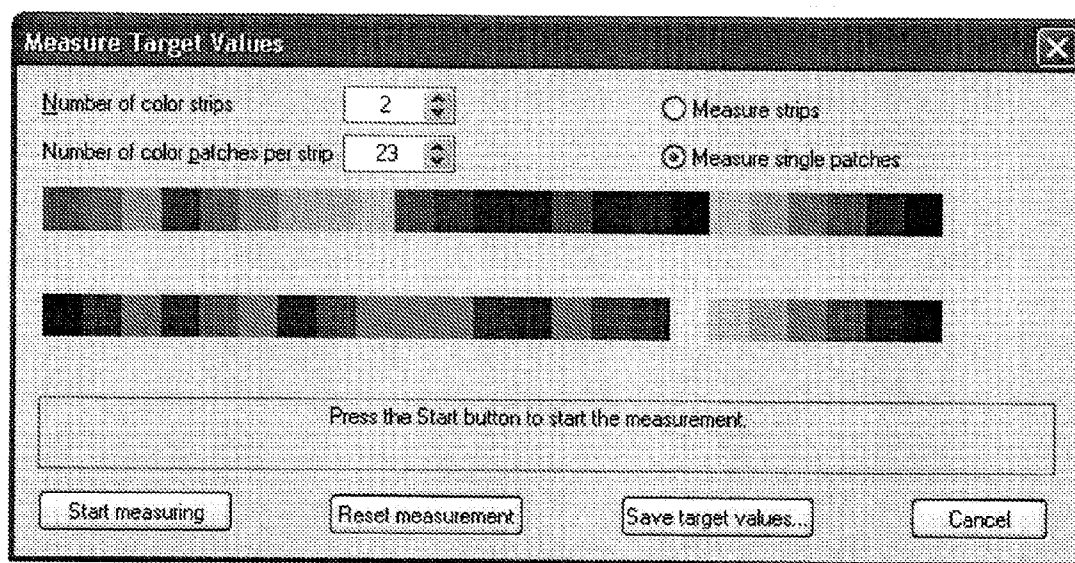 Measure Target Values
Number of color strips 2 Measure strips
Number of color patches per strip 23 Measure single patches
Press the Start button to start the measurement.
Start measuring Reset measurement Save target values... Cancel